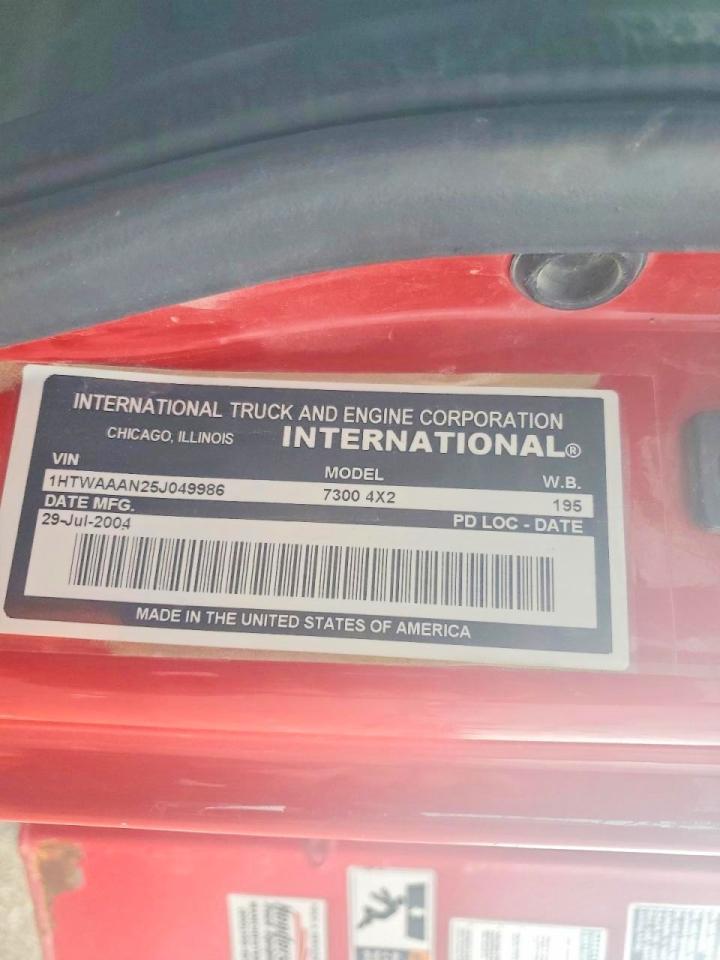 INTERNATIONAL TRUCK AND ENGINE CORPORATION
CHICAGO, ILLINOIS INTERNATIONAL®
VIN MODEL W.B.
1HTWAAAN25J049986 7300 4X2 195
DATE MFG. PD LOC - DATE
29-Jul-2004
MADE IN THE UNITED STATES OF AMERICA